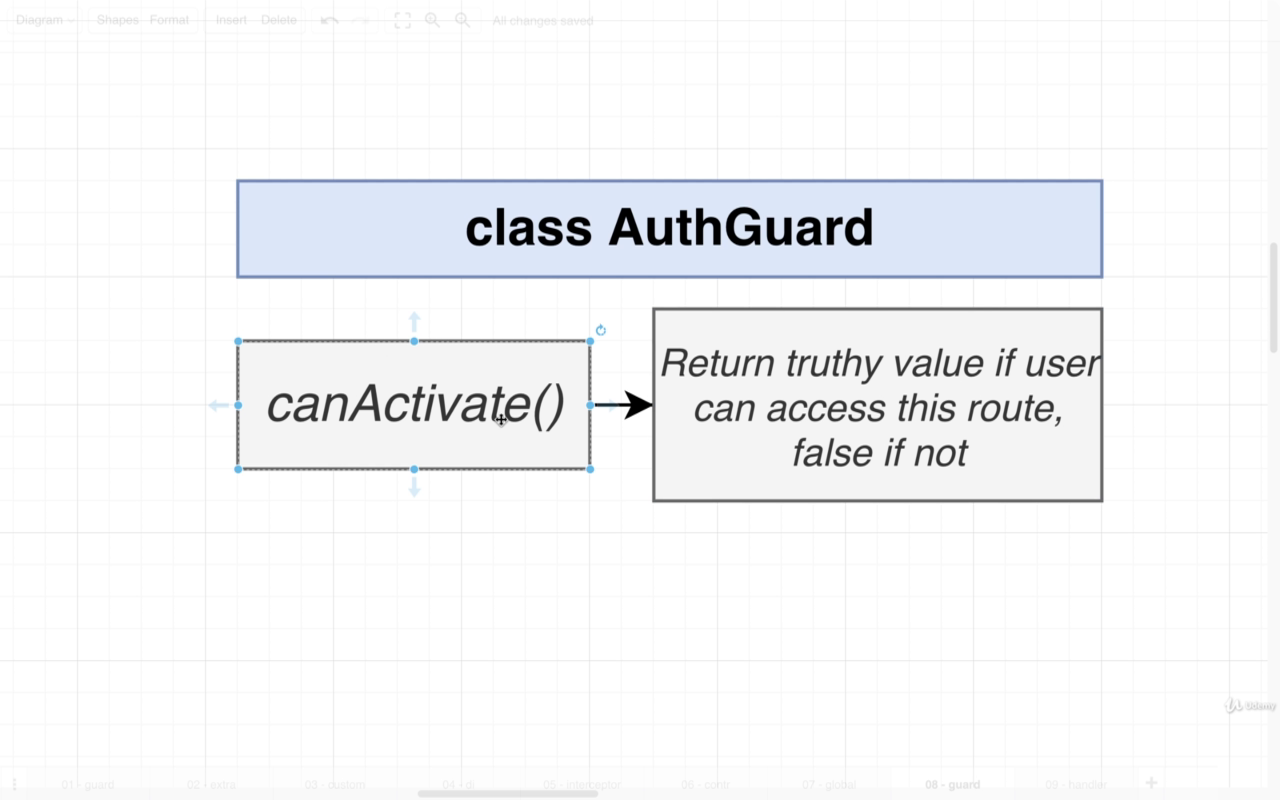 Diagram Shapes Format Insert Delete All changes saved
class AuthGuard
canActivate()
Return truthy value if user
can access this route,
false if not
Udemy
01 - guard 02 - extra 03 - custom 04 - di 05 - interceptor 06 - contr 07 - global 08 - guard 09 - handler